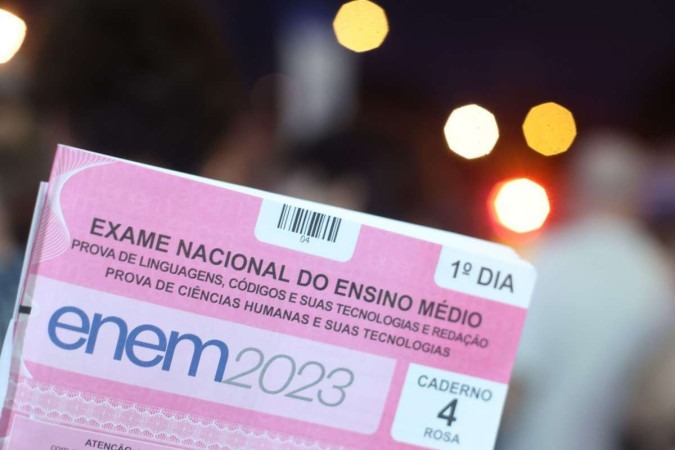 04
1º DIA
EXAME NACIONAL DO ENSINO MÉDIO
PROVA DE LINGUAGENS, CÓDIGOS E SUAS TECNOLOGIAS E REDAÇÃO
PROVA DE CIÊNCIAS HUMANAS E SUAS TECNOLOGIAS
enem2023
CADERNO
4
ROSA
ATENÇÃO